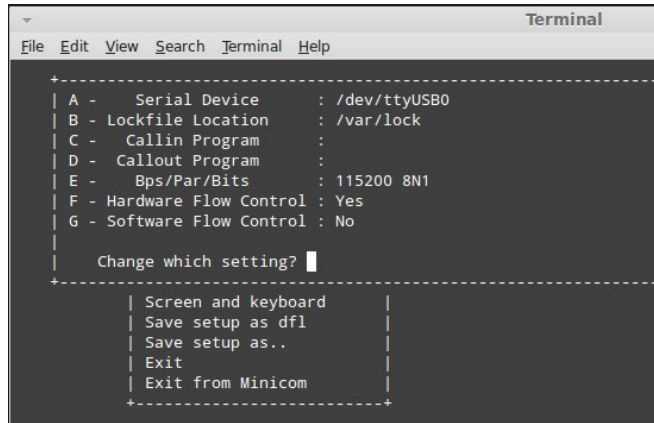 Terminal
File Edit View Search Terminal Help
+----------------------------------------------------------------
| A -    Serial Device      : /dev/ttyUSB0
| B - Lockfile Location     : /var/lock
| C -   Callin Program      :
| D -  Callout Program      :
| E -    Bps/Par/Bits       : 115200 8N1
| F - Hardware Flow Control : Yes
| G - Software Flow Control : No
|
|    Change which setting?
+----------------------------------------------------------------
| Screen and keyboard      |
| Save setup as dfl        |
| Save setup as..          |
| Exit                     |
| Exit from Minicom        |
+--------------------------+